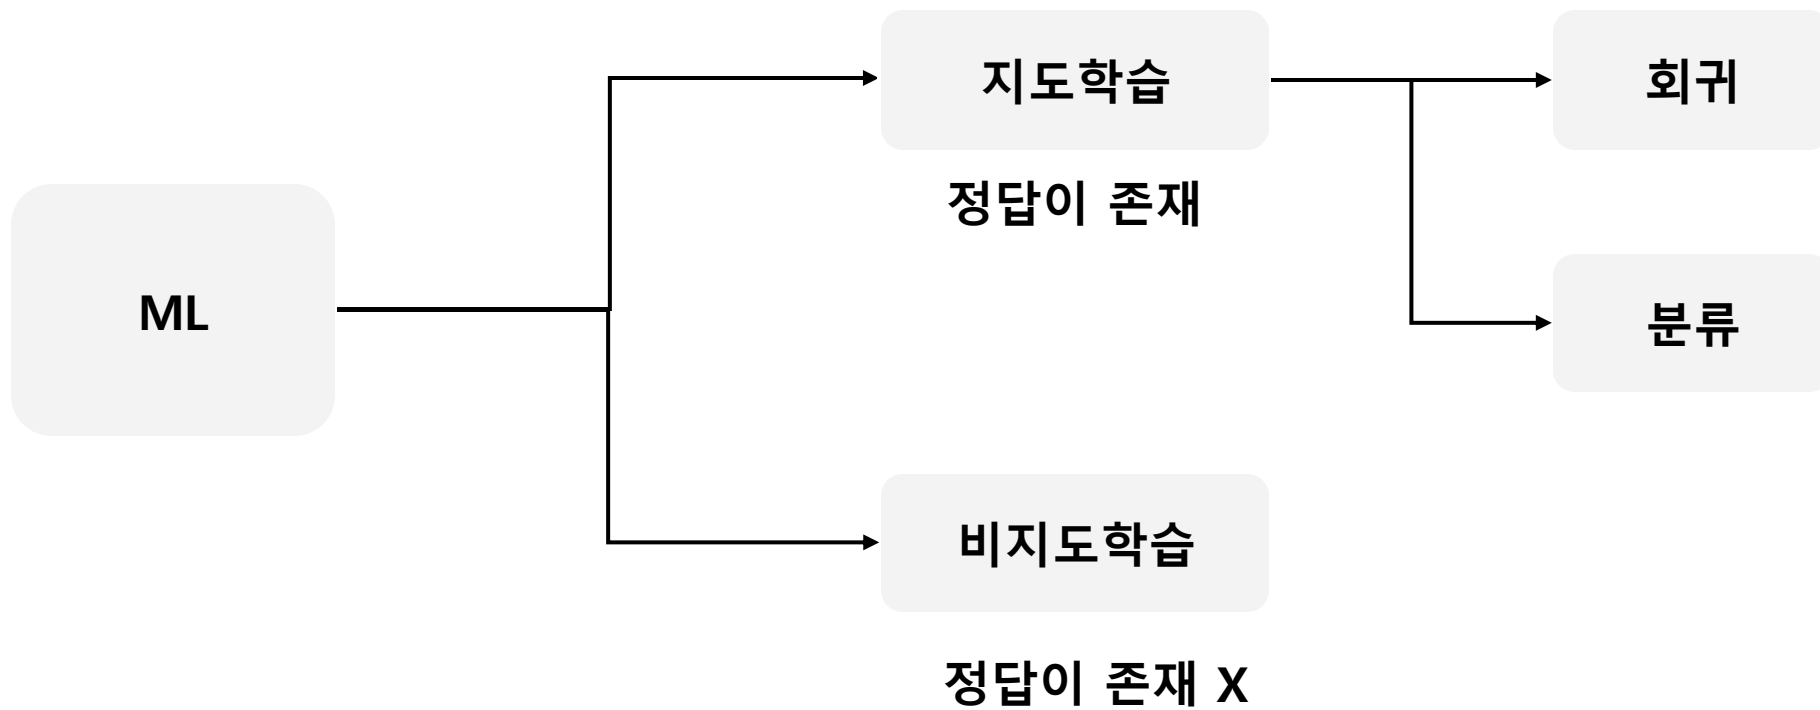 지도학습
회귀
정답이 존재
ML
분류
비지도학습
정답이 존재 X